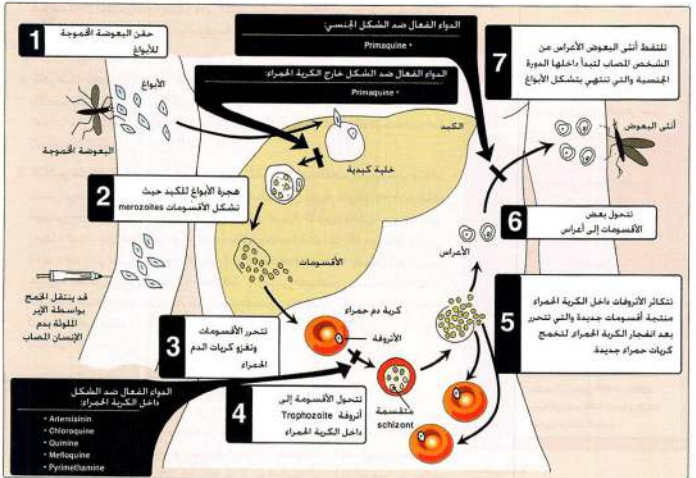 1
حقن البعوضة الخموجة
للأبواغ
الأبواغ
البعوضة الخموجة
الدواء الفعال ضد الشكل الجنسي:
Primaquine •
الدواء الفعال ضد الشكل خارج الكرية الحمراء:
Primaquine •
الكبد
خلية كبدية
2
هجرة الأبواغ للكبد حيث
تشكل الأقسومات merozoites
الأقسومات
قد ينتقل الخمج
بواسطة الإبر
الملوثة بدم
الإنسان المصاب
3
تتحرر الأقسومات
وتغزو كريات الدم
الحمراء
كرية دم حمراء
الأتروفة
الدواء الفعال ضد الشكل
داخل الكرية الحمراء:
• Artemisinin
• Chloroquine
• Quinine
• Mefloquine
• Pyrimethamine
4
تتحول الأقسومة إلى
أتروفة Trophozoite
داخل الكرية الحمراء
منقسمة
schizont
5
تتكاثر الأتروفات داخل الكرية الحمراء
منتجة أقسومات جديدة والتي تتحرر
بعد انفجار الكرية الحمراء لتخمج
كريات حمراء جديدة.
6
تتحول بعض
الأقسومات إلى أعراس
الأعراس
7
تلتقط أنثى البعوض الأعراس من
الشخص المصاب لتبدأ داخلها الدورة
الجنسية والتي تنتهي بتشكل الأبواغ
أنثى البعوض